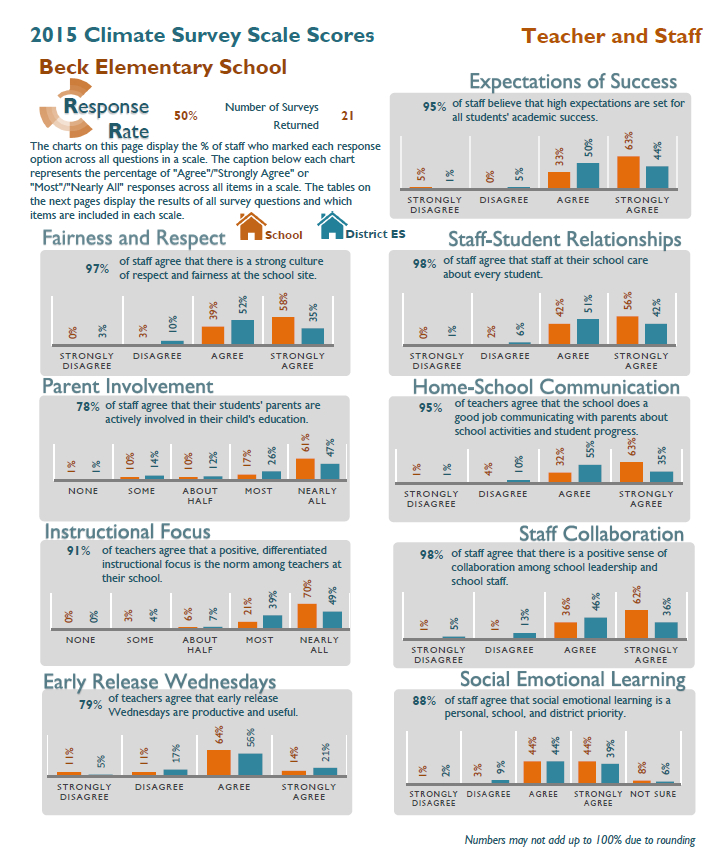 2015 Climate Survey Scale Scores
Teacher and Staff
Beck Elementary School
Response
Rate
50%
Number of Surveys
Returned
21
The charts on this page display the % of staff who marked each response
option across all questions in a scale. The caption below each chart
represents the percentage of "Agree"/"Strongly Agree" or
"Most"/"Nearly All" responses across all items in a scale. The tables on
the next pages display the results of all survey questions and which
items are included in each scale.
School
District ES
Expectations of Success
95% of staff believe that high expectations are set for
all students' academic success.
5% 1% 0% 5% 33% 50% 63% 44%
STRONGLY DISAGREE
DISAGREE
AGREE
STRONGLY AGREE
Fairness and Respect
97% of staff agree that there is a strong culture
of respect and fairness at the school site.
0% 3% 3% 10% 39% 52% 58% 35%
STRONGLY DISAGREE
DISAGREE
AGREE
STRONGLY AGREE
Staff-Student Relationships
98% of staff agree that staff at their school care
about every student.
0% 1% 2% 6% 42% 51% 56% 42%
STRONGLY DISAGREE
DISAGREE
AGREE
STRONGLY AGREE
Parent Involvement
78% of staff agree that their students' parents are
actively involved in their child's education.
1% 1% 10% 14% 10% 12% 17% 26% 61% 47%
NONE
SOME
ABOUT HALF
MOST
NEARLY ALL
Home-School Communication
95% of teachers agree that the school does a
good job communicating with parents about
school activities and student progress.
1% 1% 4% 10% 32% 55% 63% 35%
STRONGLY DISAGREE
DISAGREE
AGREE
STRONGLY AGREE
Instructional Focus
91% of teachers agree that a positive, differentiated
instructional focus is the norm among teachers at
their school.
0% 0% 3% 4% 6% 7% 21% 39% 70% 49%
NONE
SOME
ABOUT HALF
MOST
NEARLY ALL
Staff Collaboration
98% of staff agree that there is a positive sense of
collaboration among school leadership and
school staff.
1% 5% 1% 13% 36% 46% 62% 36%
STRONGLY DISAGREE
DISAGREE
AGREE
STRONGLY AGREE
Early Release Wednesdays
79% of teachers agree that early release
Wednesdays are productive and useful.
11% 5% 11% 17% 64% 56% 14% 21%
STRONGLY DISAGREE
DISAGREE
AGREE
STRONGLY AGREE
Social Emotional Learning
88% of staff agree that social emotional learning is a
personal, school, and district priority.
1% 2% 3% 9% 44% 44% 44% 39% 8% 6%
STRONGLY DISAGREE
DISAGREE
AGREE
STRONGLY AGREE
NOT SURE
Numbers may not add up to 100% due to rounding